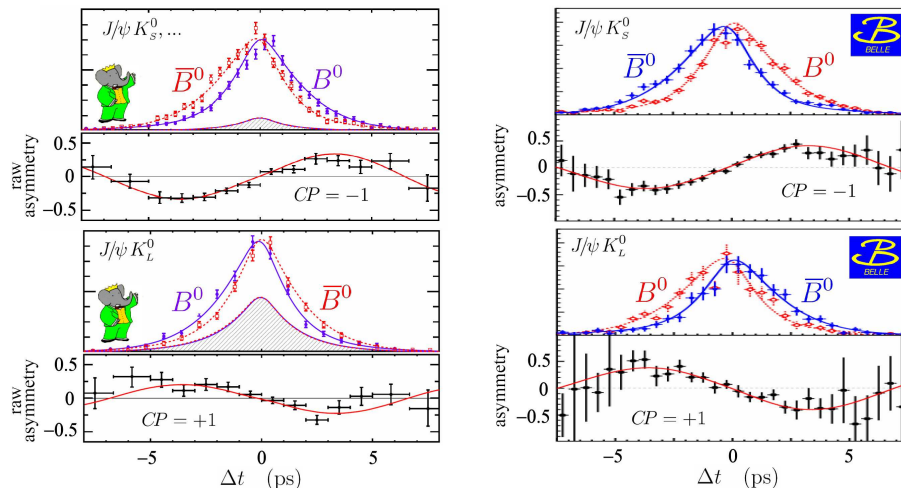 J/ψ K⁰_S, ...
B̅⁰ B⁰
raw asymmetry
0.5
0
−0.5
CP = −1
J/ψ K⁰_L
B⁰ B̅⁰
raw asymmetry
0.5
0
−0.5
CP = +1
−5 0 5
Δt (ps)
J/ψ K⁰_S
B
BELLE
B̅⁰ B⁰
asymmetry
0.5
0
−0.5
CP = −1
−5 0 5
J/ψ K⁰_L
B
BELLE
B⁰ B̅⁰
asymmetry
0.5
0
−0.5
CP = +1
−5 0 5
Δt (ps)